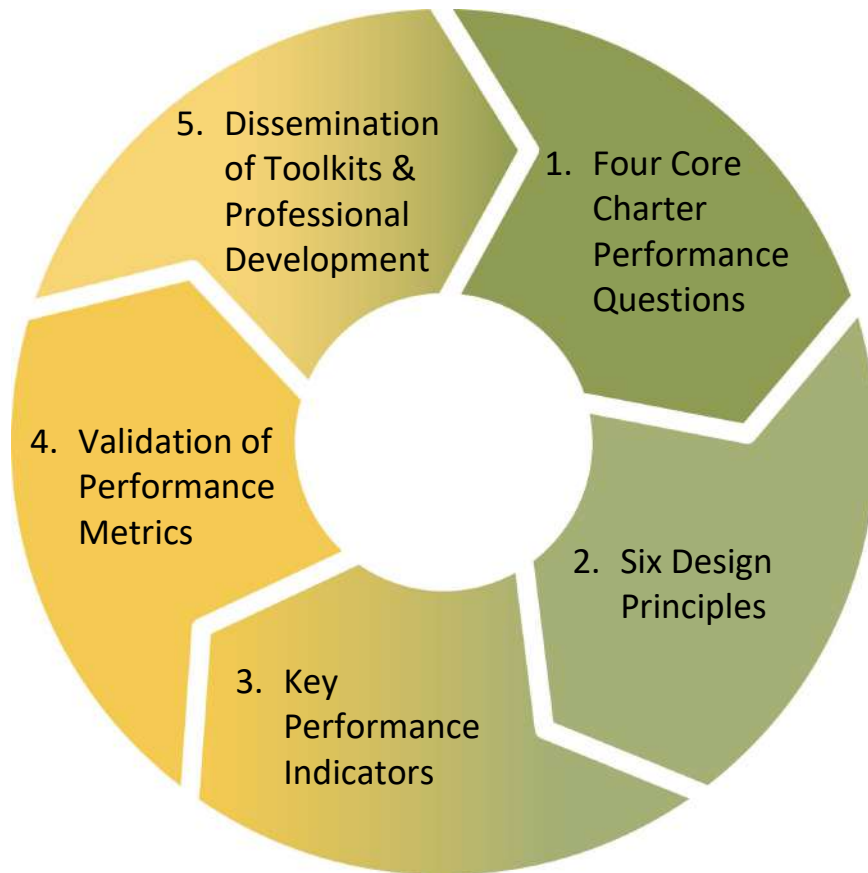 1. Four Core
Charter
Performance
Questions
2. Six Design
Principles
3. Key
Performance
Indicators
4. Validation of
Performance
Metrics
5. Dissemination
of Toolkits &
Professional
Development